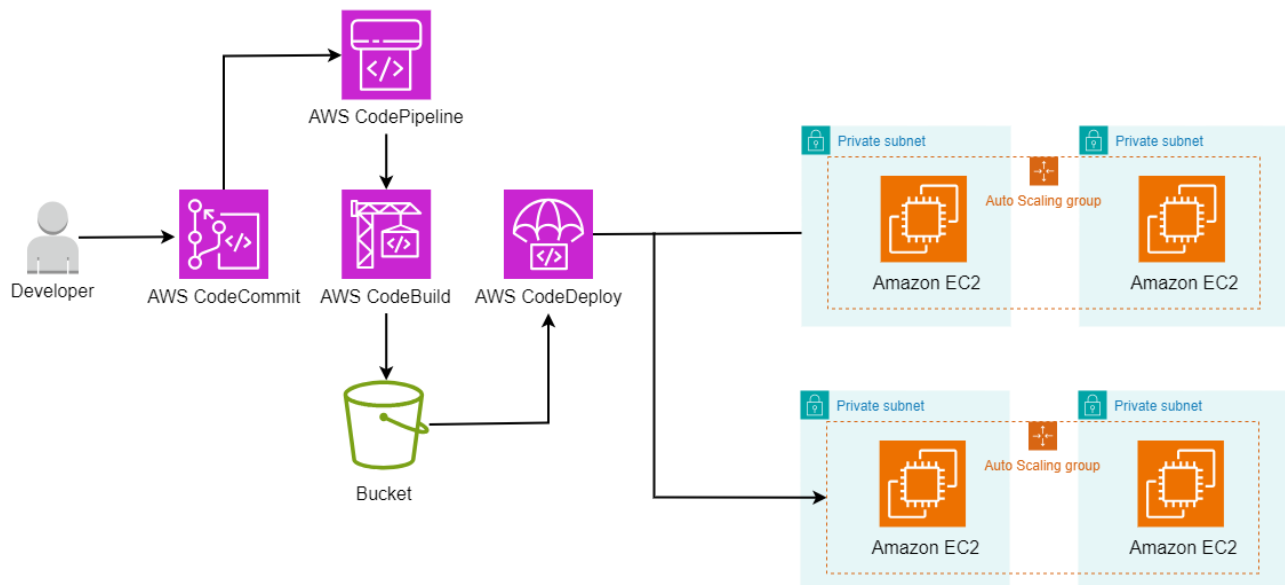 AWS CodePipeline
Developer
AWS CodeCommit
AWS CodeBuild
AWS CodeDeploy
Bucket
Private subnet
Private subnet
Auto Scaling group
Amazon EC2
Amazon EC2
Private subnet
Private subnet
Auto Scaling group
Amazon EC2
Amazon EC2